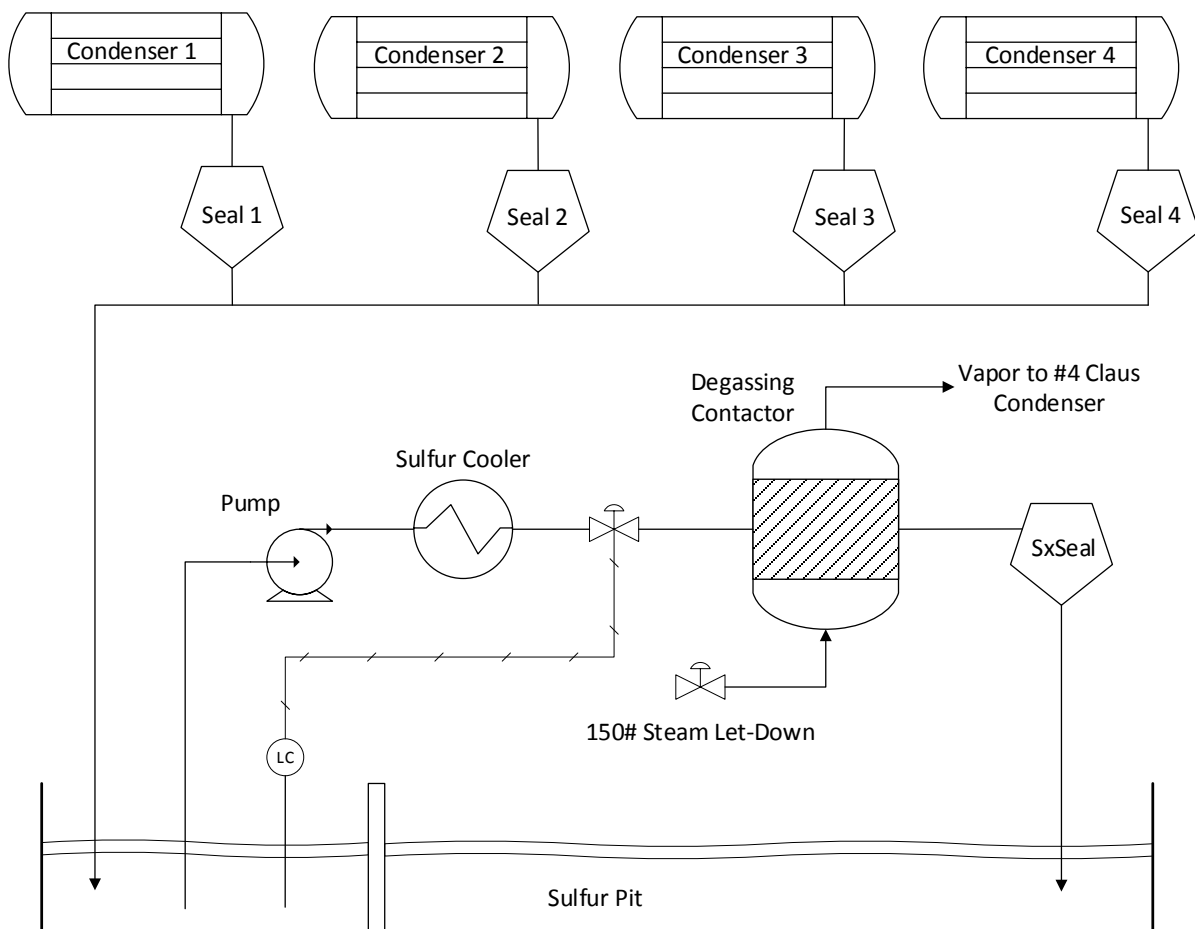 Condenser 1
Condenser 2
Condenser 3
Condenser 4
Seal 1
Seal 2
Seal 3
Seal 4
Degassing
Contactor
Vapor to #4 Claus
Condenser
Sulfur Cooler
Pump
SxSeal
150# Steam Let-Down
LC
Sulfur Pit